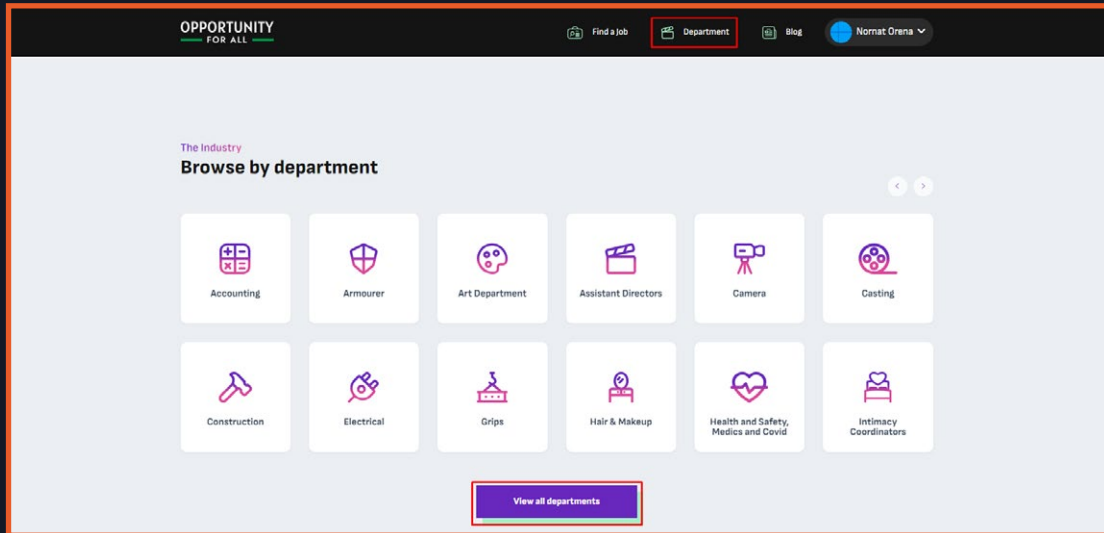 OPPORTUNITY
FOR ALL
Find a Job
Department
Blog
Nornat Orena
The Industry
Browse by department
Accounting
Armourer
Art Department
Assistant Directors
Camera
Casting
Construction
Electrical
Grips
Hair & Makeup
Health and Safety,
Medics and Covid
Intimacy
Coordinators
View all departments